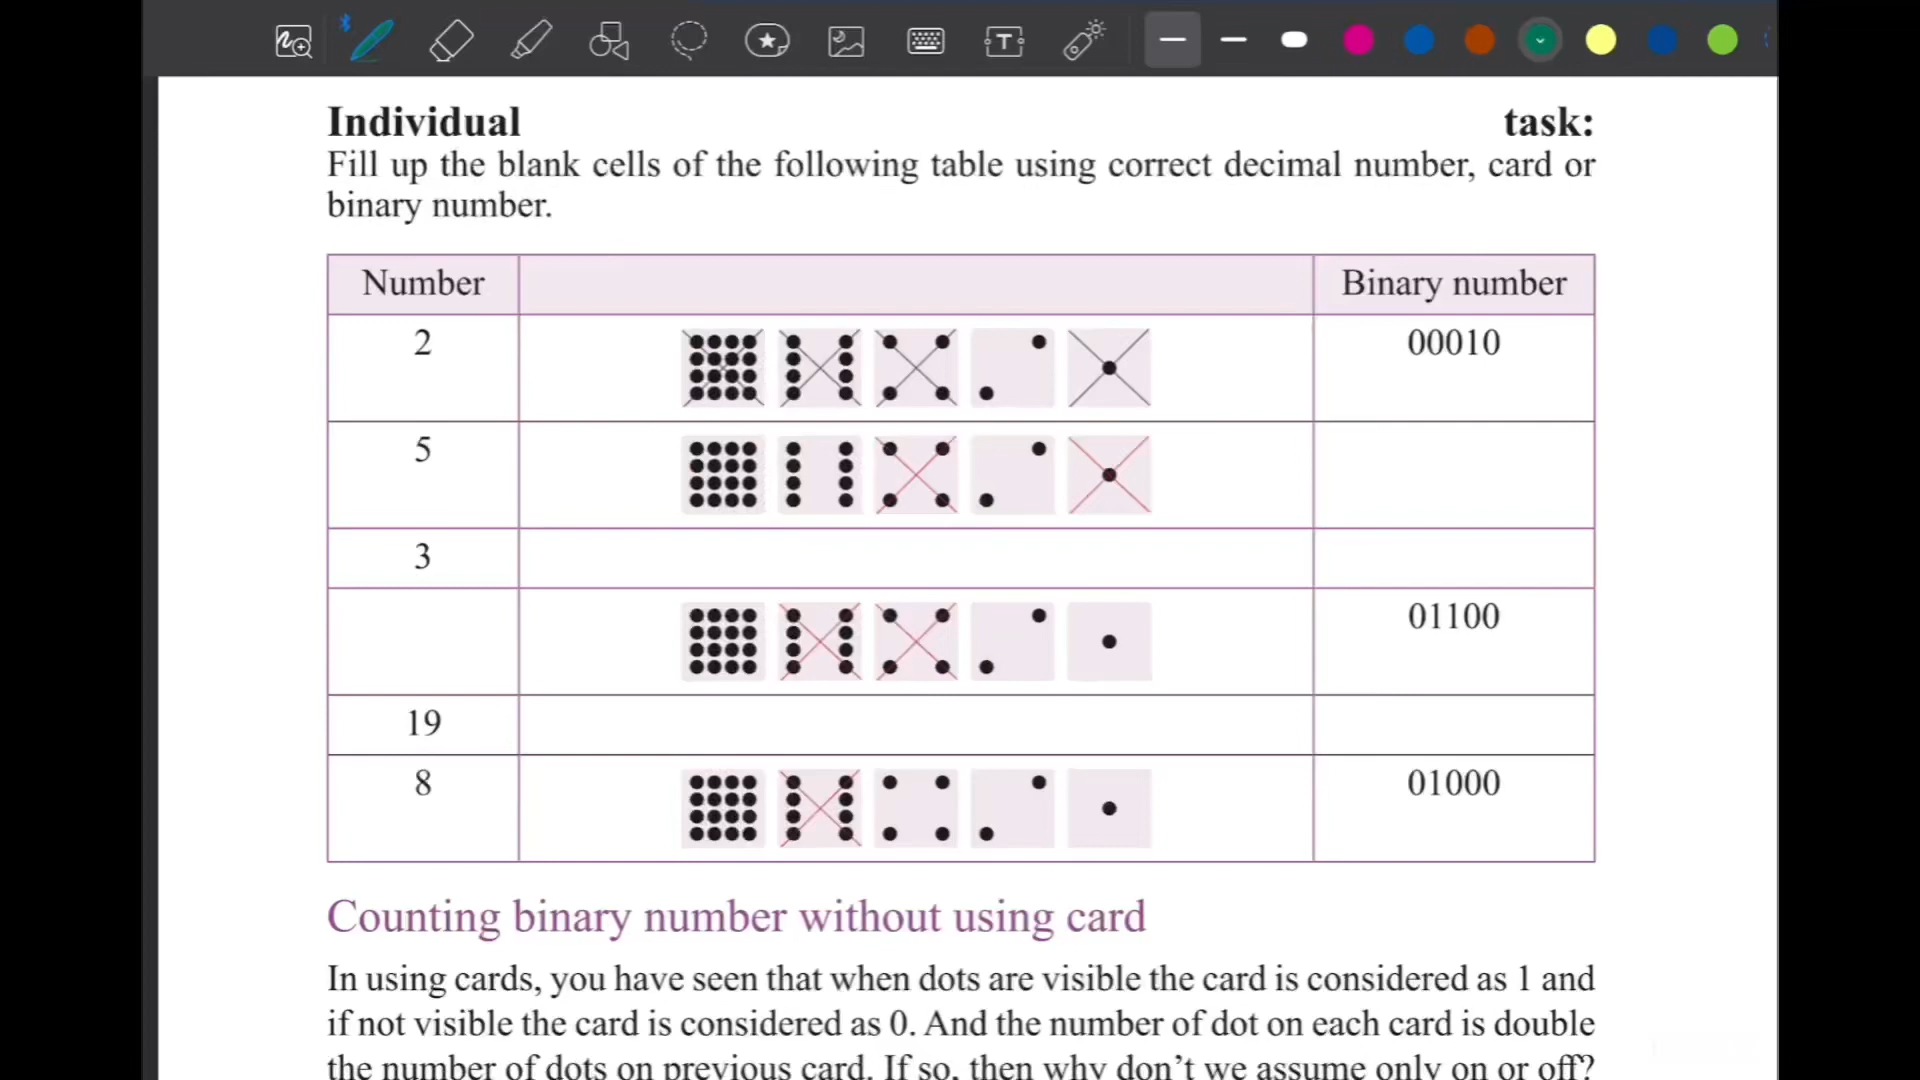 Individual task:
Fill up the blank cells of the following table using correct decimal number, card or
binary number.
Number Binary number
2 00010
5
3
01100
19
8 01000
Counting binary number without using card
In using cards, you have seen that when dots are visible the card is considered as 1 and
if not visible the card is considered as 0. And the number of dot on each card is double
the number of dots on previous card. If so, then why don't we assume only on or off?